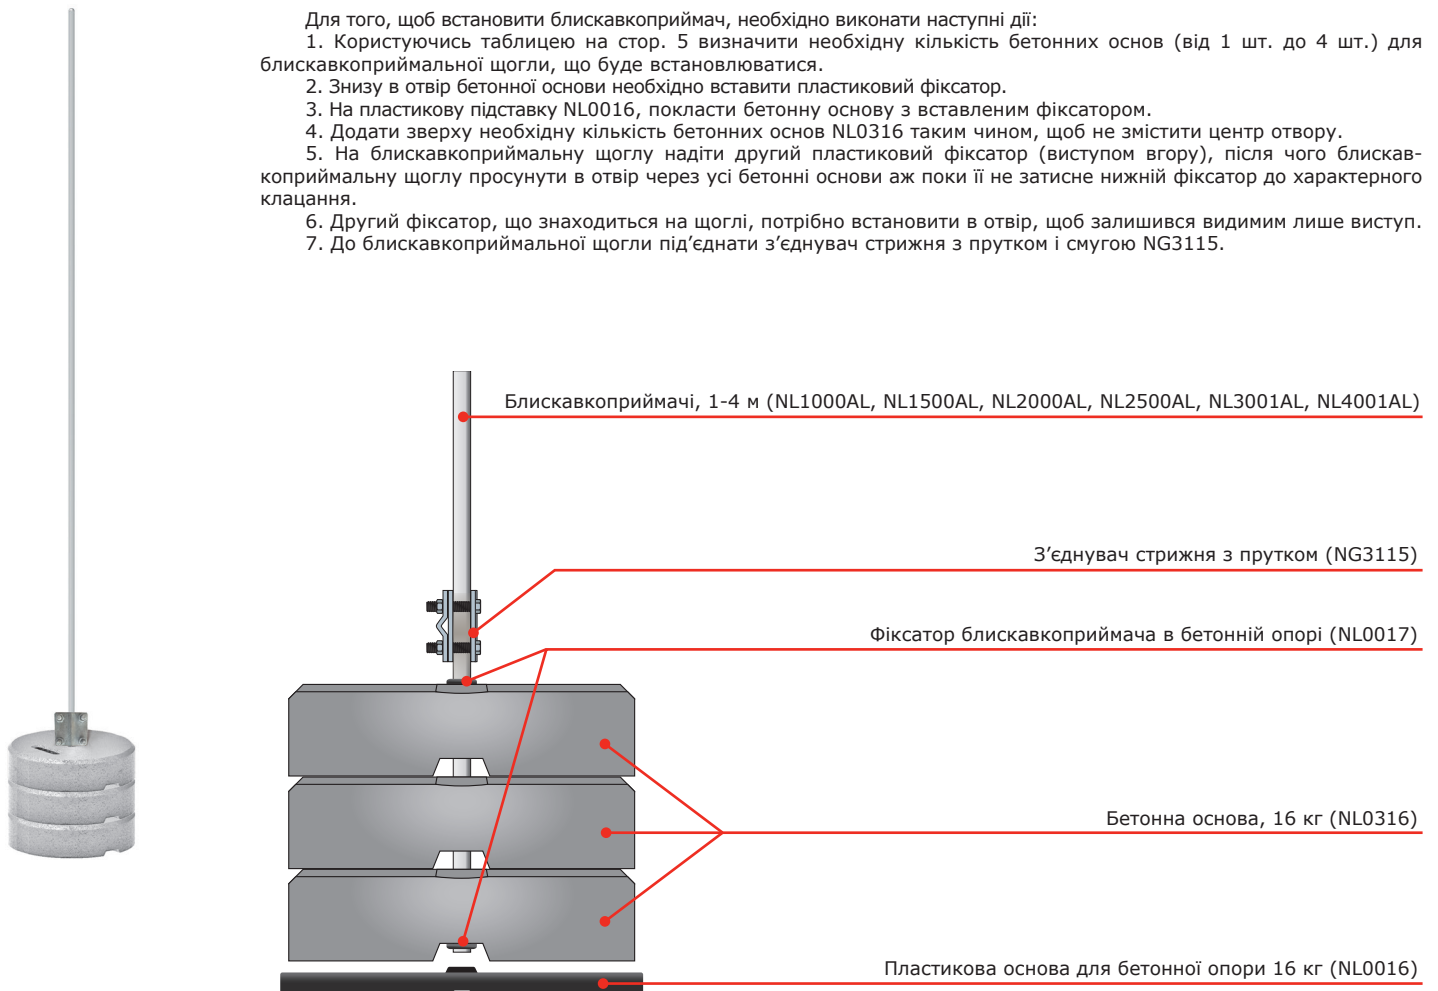 Для того, щоб встановити блискавкоприймач, необхідно виконати наступні дії:
1. Користуючись таблицею на стор. 5 визначити необхідну кількість бетонних основ (від 1 шт. до 4 шт.) для
блискавкоприймальної щогли, що буде встановлюватися.
2. Знизу в отвір бетонної основи необхідно вставити пластиковий фіксатор.
3. На пластикову підставку NL0016, покласти бетонну основу з вставленим фіксатором.
4. Додати зверху необхідну кількість бетонних основ NL0316 таким чином, щоб не змістити центр отвору.
5. На блискавкоприймальну щоглу надіти другий пластиковий фіксатор (виступом вгору), після чого блискав-
коприймальну щоглу просунути в отвір через усі бетонні основи аж поки її не затисне нижній фіксатор до характерного
клацання.
6. Другий фіксатор, що знаходиться на щоглі, потрібно встановити в отвір, щоб залишився видимим лише виступ.
7. До блискавкоприймальної щогли під’єднати з’єднувач стрижня з прутком і смугою NG3115.
Блискавкоприймачі, 1-4 м (NL1000AL, NL1500AL, NL2000AL, NL2500AL, NL3001AL, NL4001AL)
З’єднувач стрижня з прутком (NG3115)
Фіксатор блискавкоприймача в бетонній опорі (NL0017)
Бетонна основа, 16 кг (NL0316)
Пластикова основа для бетонної опори 16 кг (NL0016)